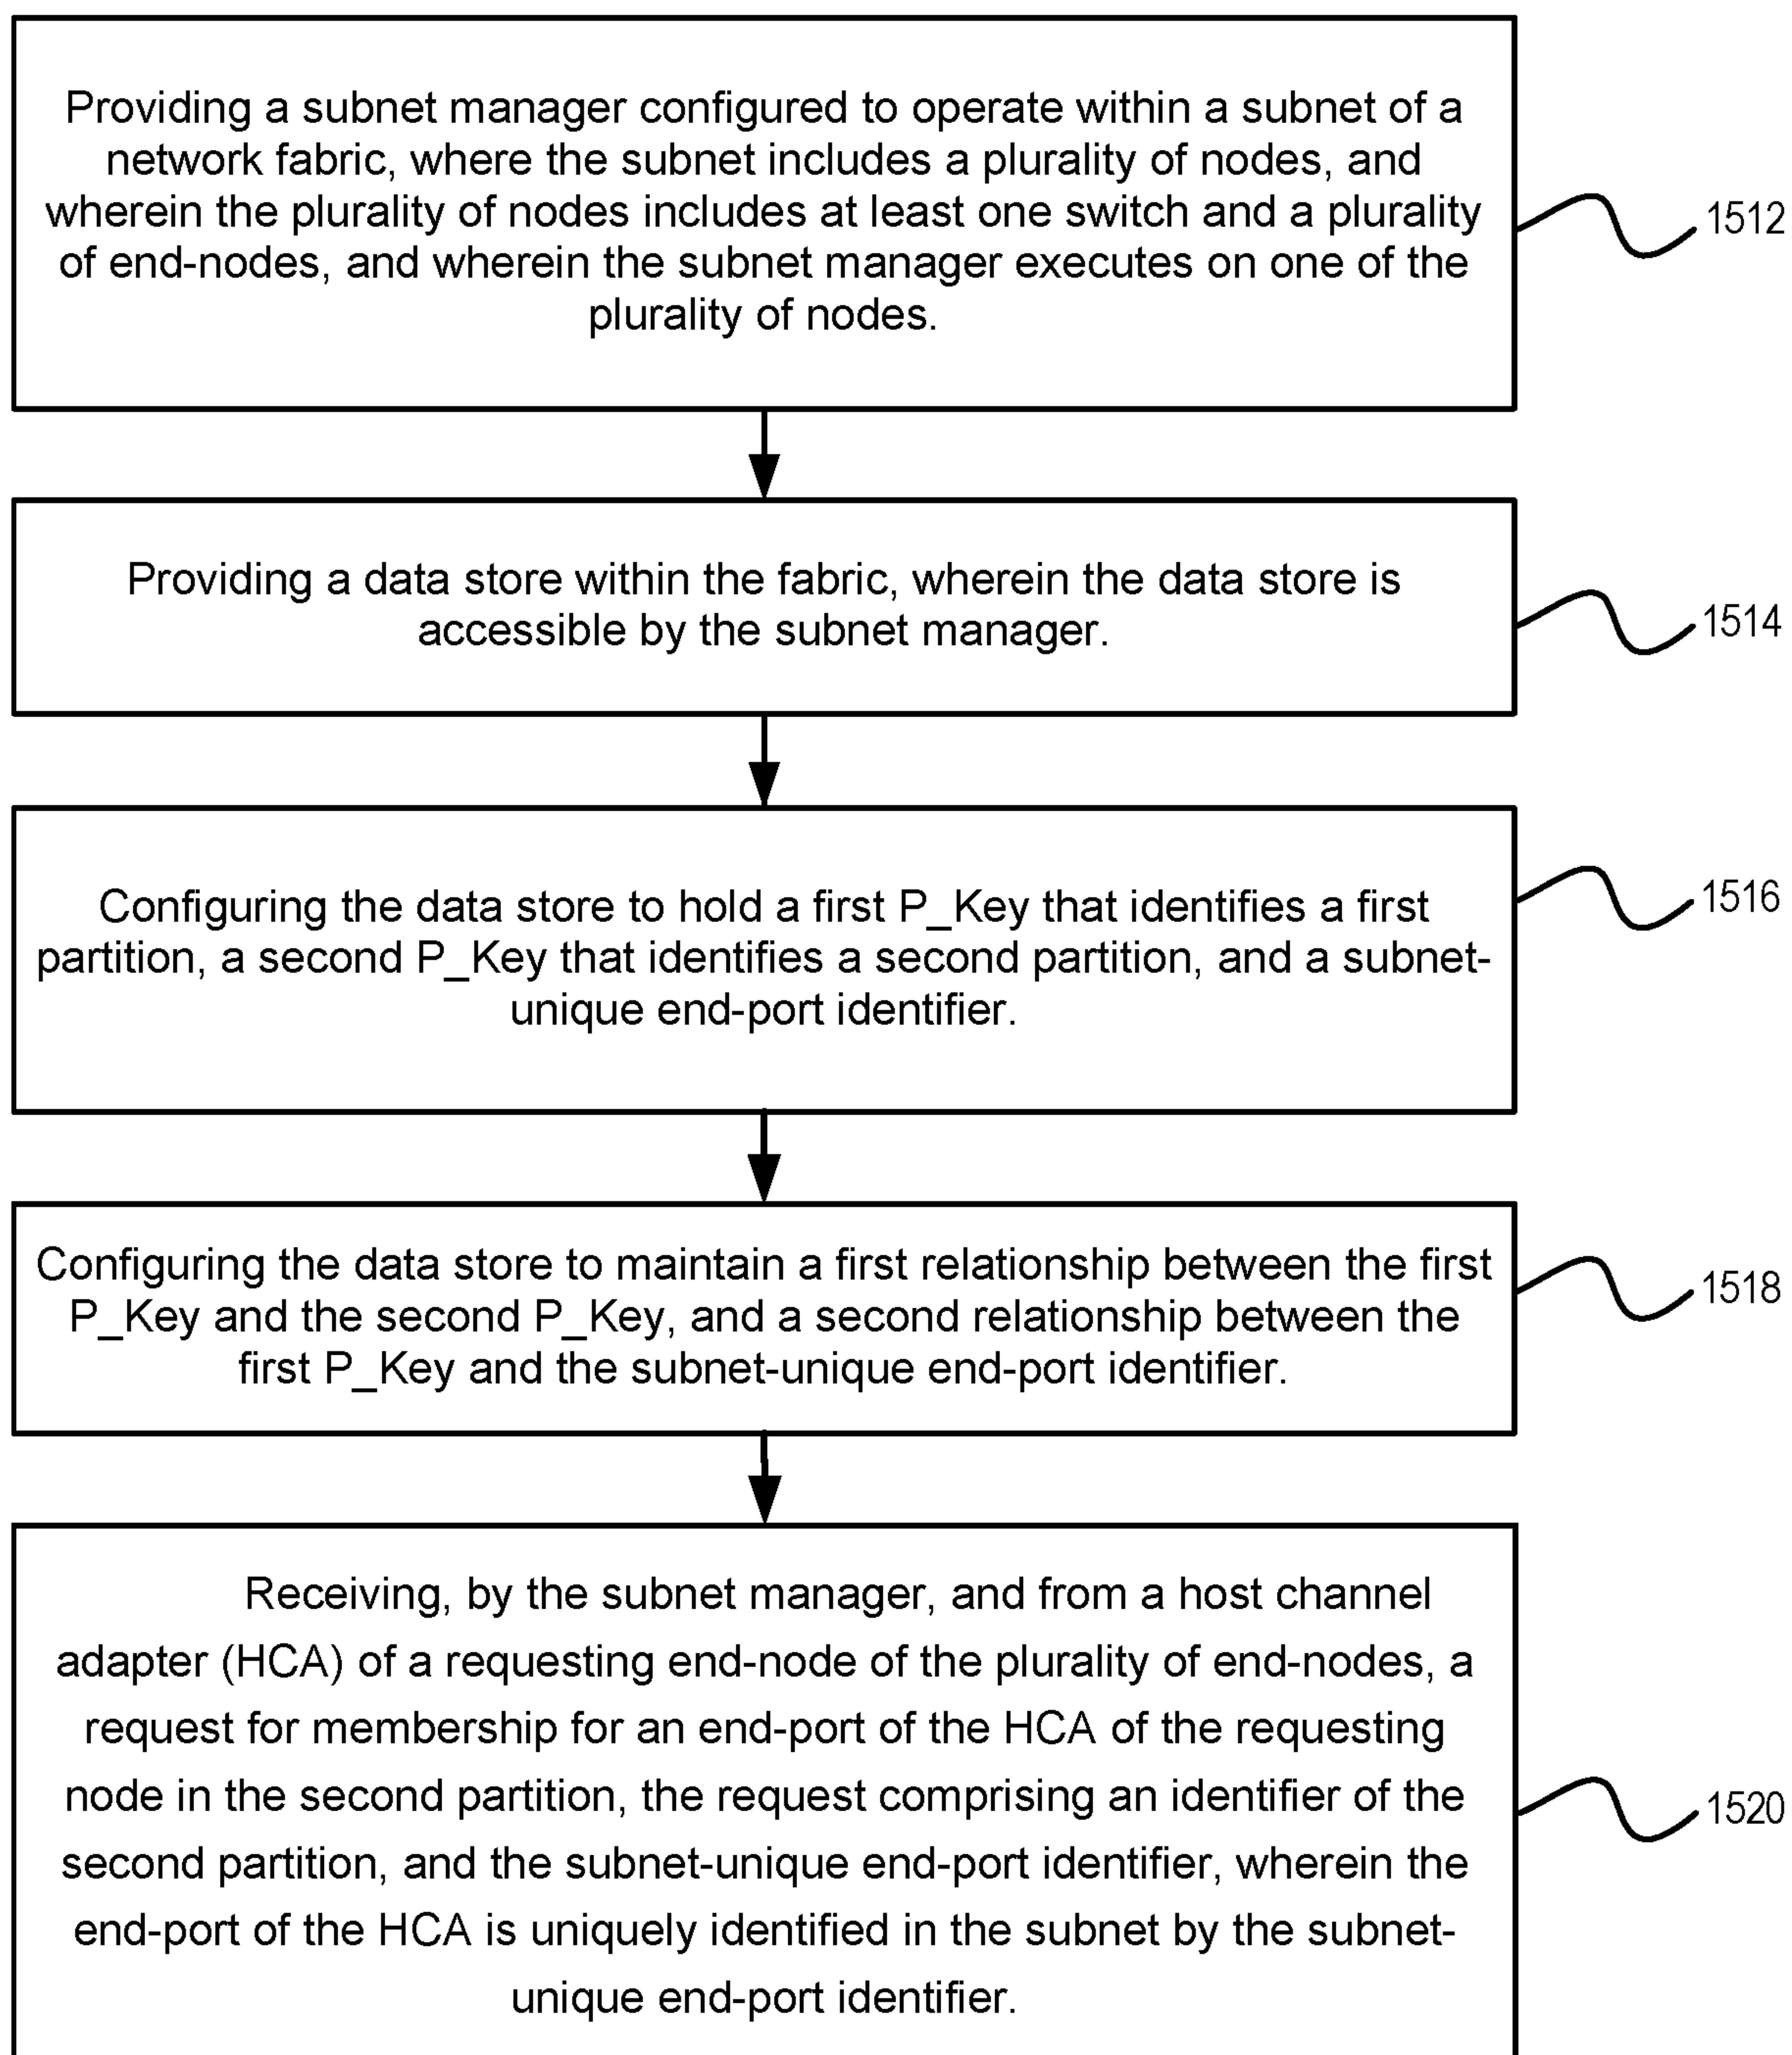 Providing a subnet manager configured to operate within a subnet of a
network fabric, where the subnet includes a plurality of nodes, and
wherein the plurality of nodes includes at least one switch and a plurality
of end-nodes, and wherein the subnet manager executes on one of the
plurality of nodes.
1512
Providing a data store within the fabric, wherein the data store is
accessible by the subnet manager.
1514
Configuring the data store to hold a first P_Key that identifies a first
partition, a second P_Key that identifies a second partition, and a subnet-
unique end-port identifier.
1516
Configuring the data store to maintain a first relationship between the first
P_Key and the second P_Key, and a second relationship between the
first P_Key and the subnet-unique end-port identifier.
1518
Receiving, by the subnet manager, and from a host channel
adapter (HCA) of a requesting end-node of the plurality of end-nodes, a
request for membership for an end-port of the HCA of the requesting
node in the second partition, the request comprising an identifier of the
second partition, and the subnet-unique end-port identifier, wherein the
end-port of the HCA is uniquely identified in the subnet by the subnet-
unique end-port identifier.
1520